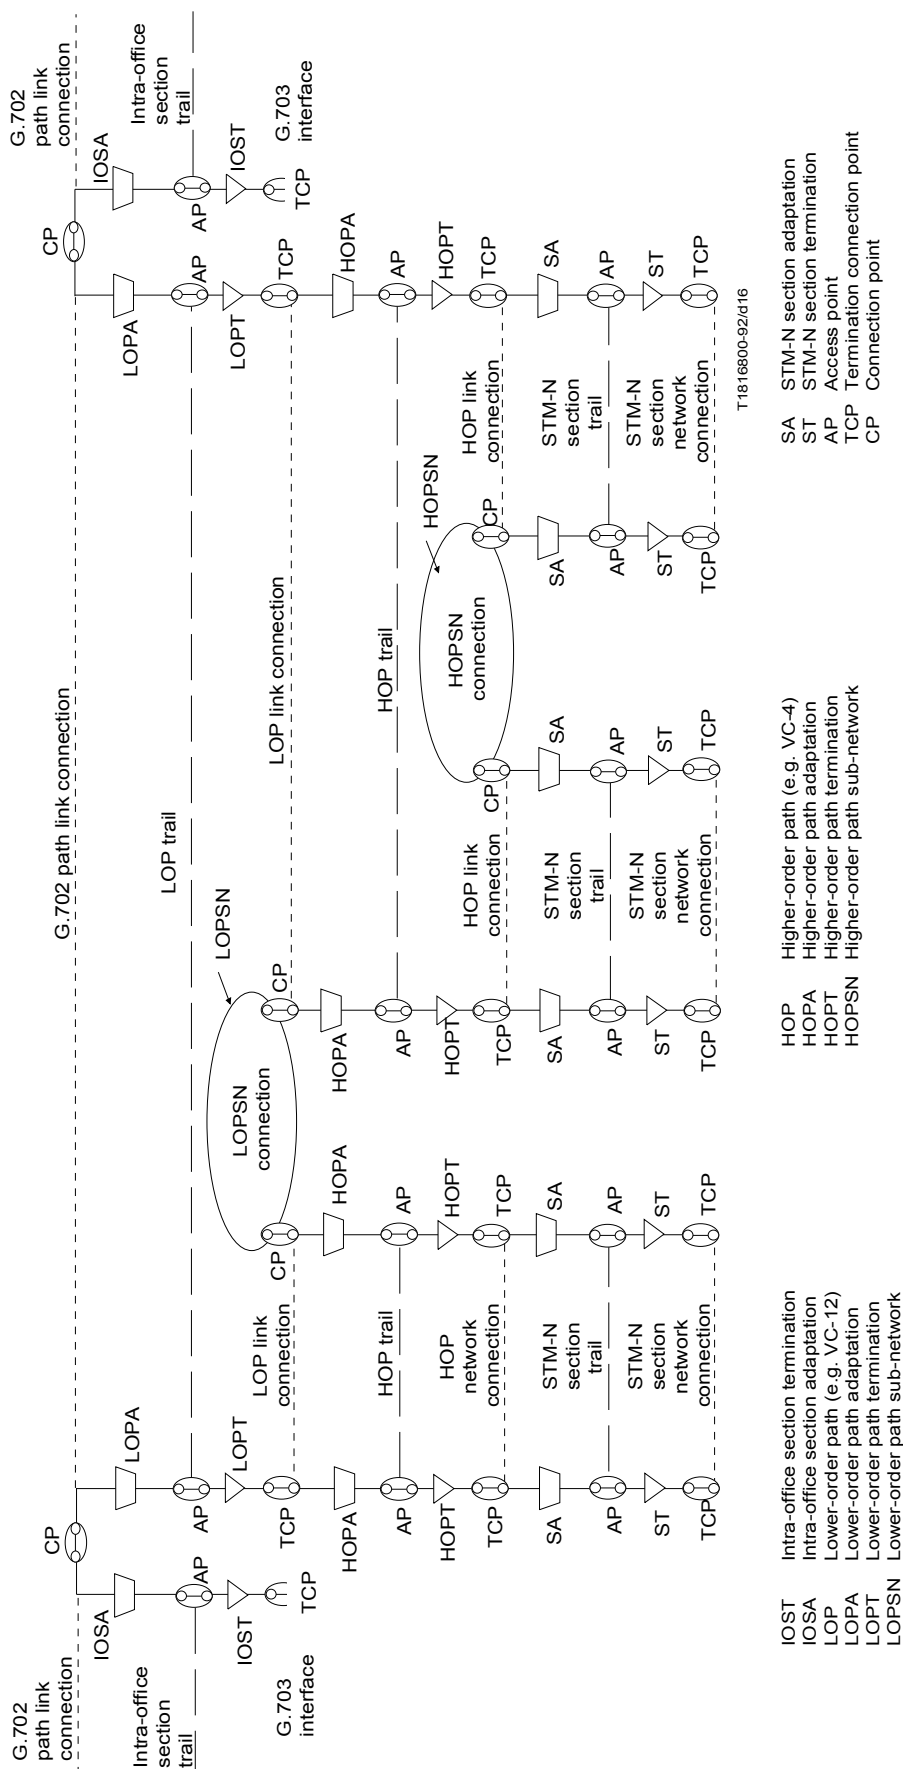 G.702
path link
connection
CP
G.702 path link connection
CP
G.702
path link
connection
IOSA
LOPA
LOPA
IOSA
Intra-office
section
trail
AP
AP
LOP trail
AP
AP
Intra-office
section
trail
IOST
LOPT
LOPSN
LOPT
IOST
LOPSN
connection
G.703
interface
TCP
TCP
LOP link
connection
CP
CP
LOP link connection
TCP
TCP
G.703
interface
HOPA
HOPA
HOPA
HOPA
AP
HOP trail
AP
AP
HOP trail
AP
HOPT
HOPT
HOPT
HOPSN
HOPT
HOPSN
connection
TCP
HOP
network
connection
TCP
TCP
HOP link
connection
CP
CP
HOP link
connection
TCP
SA
SA
SA
SA
SA
SA
AP
STM-N
section
trail
AP
AP
STM-N
section
trail
AP
AP
STM-N
section
trail
AP
ST
ST
ST
ST
ST
ST
TCP
STM-N
section
network
connection
TCP
TCP
STM-N
section
network
connection
TCP
TCP
STM-N
section
network
connection
TCP
T1816800-92/d16
IOST Intra-office section termination
IOSA Intra-office section adaptation
LOP Lower-order path (e.g. VC-12)
LOPA Lower-order path adaptation
LOPT Lower-order path termination
LOPSN Lower-order path sub-network
HOP Higher-order path (e.g. VC-4)
HOPA Higher-order path adaptation
HOPT Higher-order path termination
HOPSN Higher-order path sub-network
SA STM-N section adaptation
ST STM-N section termination
AP Access point
TCP Termination connection point
CP Connection point